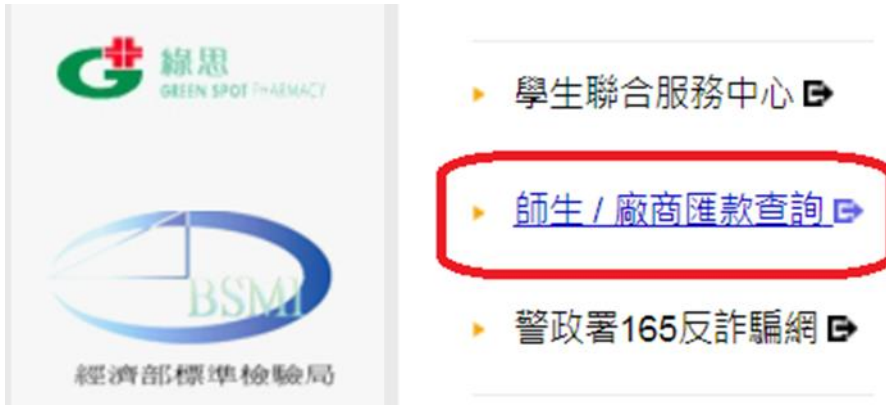 綠思
GREEN SPOT PHARMACY
BSMI
經濟部標準檢驗局
學生聯合服務中心
師生 / 廠商匯款查詢
警政署165反詐騙網